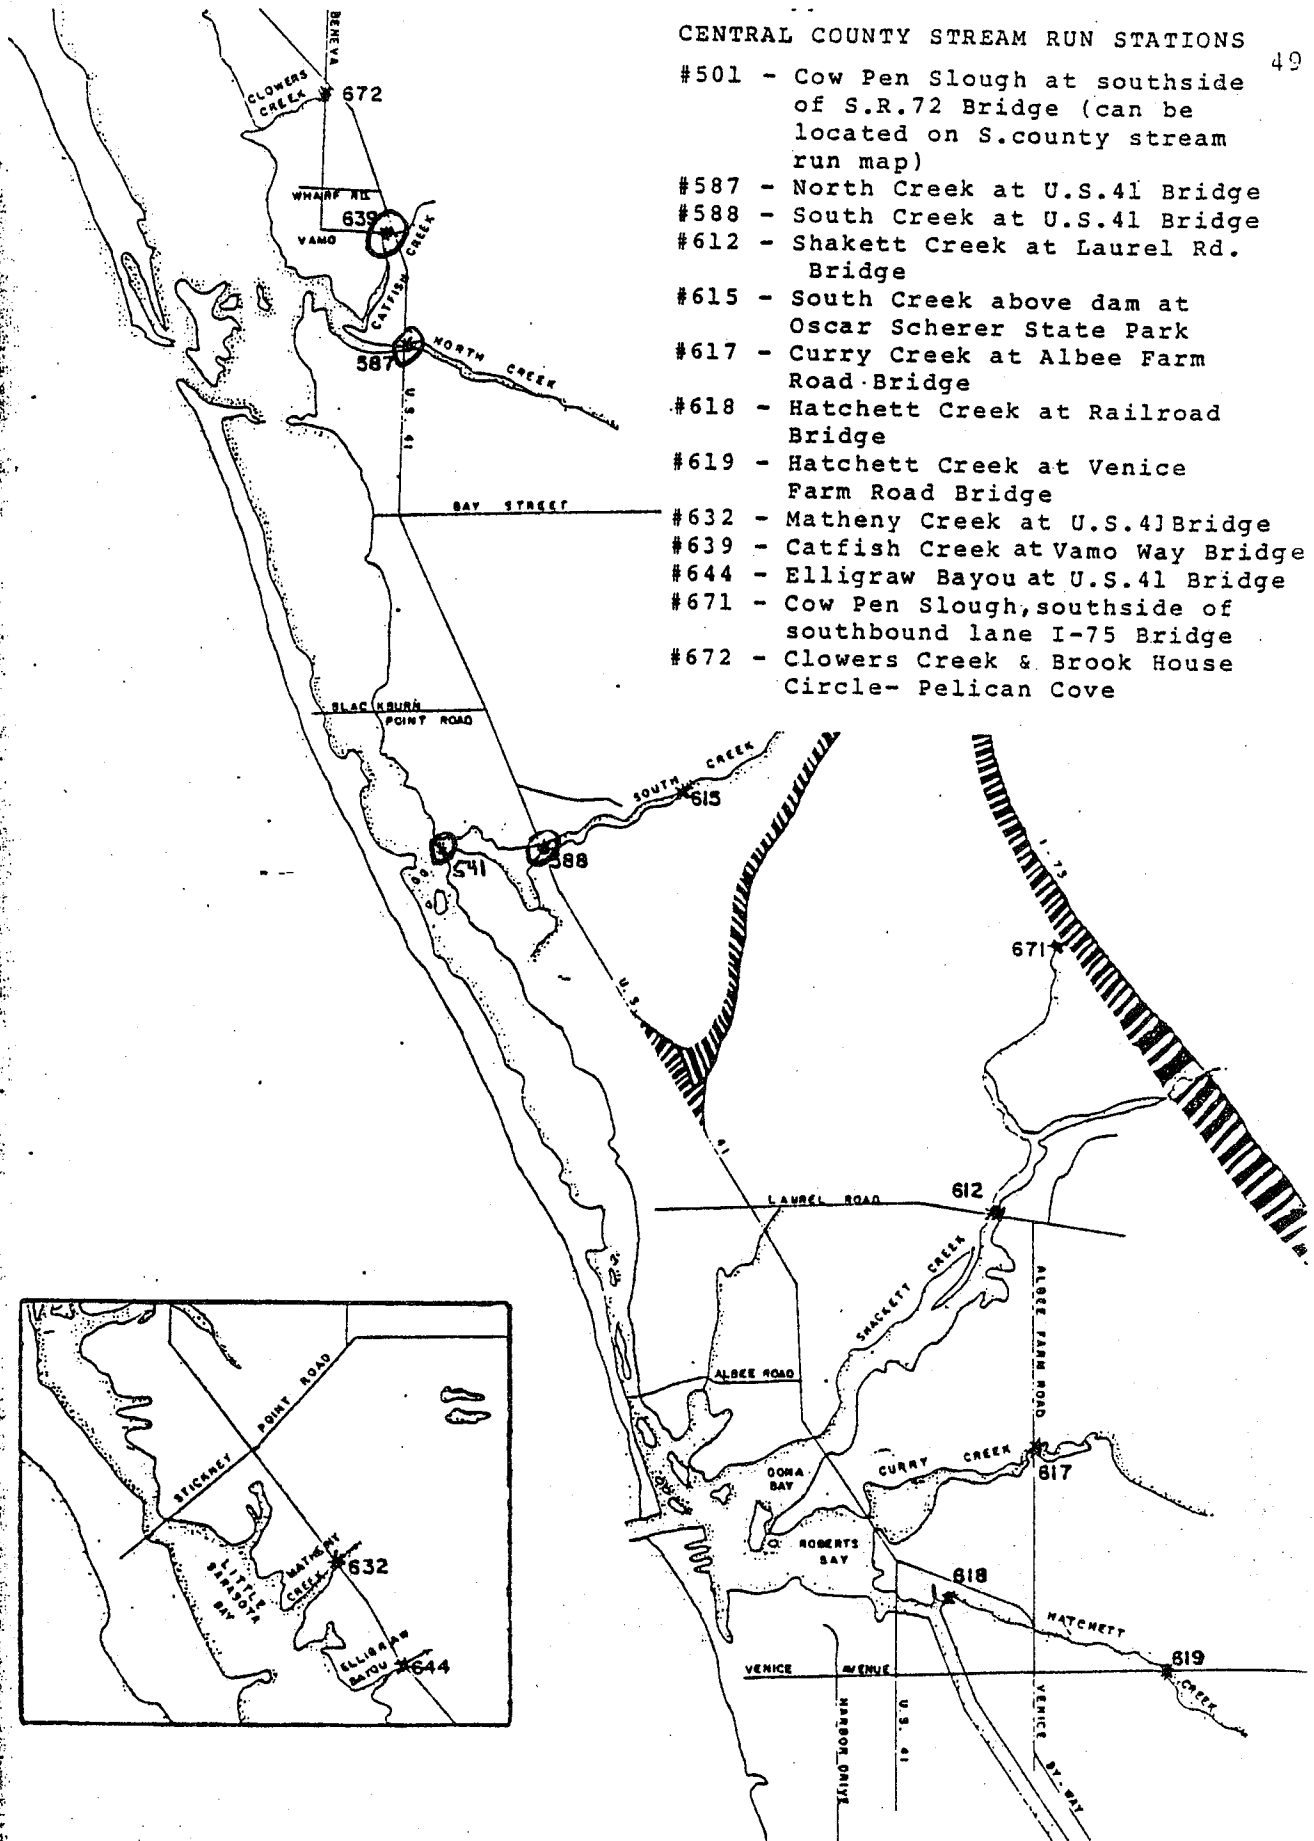 CENTRAL COUNTY STREAM RUN STATIONS
49
#501 - Cow Pen Slough at southside
of S.R.72 Bridge (can be
located on S.county stream
run map)
#587 - North Creek at U.S.41 Bridge
#588 - South Creek at U.S.41 Bridge
#612 - Shakett Creek at Laurel Rd.
Bridge
#615 - South Creek above dam at
Oscar Scherer State Park
#617 - Curry Creek at Albee Farm
Road Bridge
#618 - Hatchett Creek at Railroad
Bridge
#619 - Hatchett Creek at Venice
Farm Road Bridge
#632 - Matheny Creek at U.S.41 Bridge
#639 - Catfish Creek at Vamo Way Bridge
#644 - Elligraw Bayou at U.S.41 Bridge
#671 - Cow Pen Slough, southside of
southbound lane I-75 Bridge
#672 - Clowers Creek & Brook House
Circle- Pelican Cove
BENEVA
CLOWERS
CREEK
672
WHARF RD.
639
VAMO
CATFISH CREEK
587
NORTH CREEK
U.S. 41
BAY STREET
BLACKBURN
POINT ROAD
SOUTH CREEK
615
541
588
I-75
671
U.S.
41
LAUREL ROAD
612
SHACKETT CREEK
ALBEE FARM ROAD
ALBEE ROAD
DONA
BAY
CURRY CREEK
617
ROBERTS
BAY
618
HATCHETT
CREEK
619
VENICE AVENUE
HARBOR DRIVE
U.S. 41
VENICE
BY-WAY
STICKNEY POINT ROAD
LITTLE
SARASOTA
BAY
MATHENY
CREEK
632
ELLIGRAW
BAYOU
644